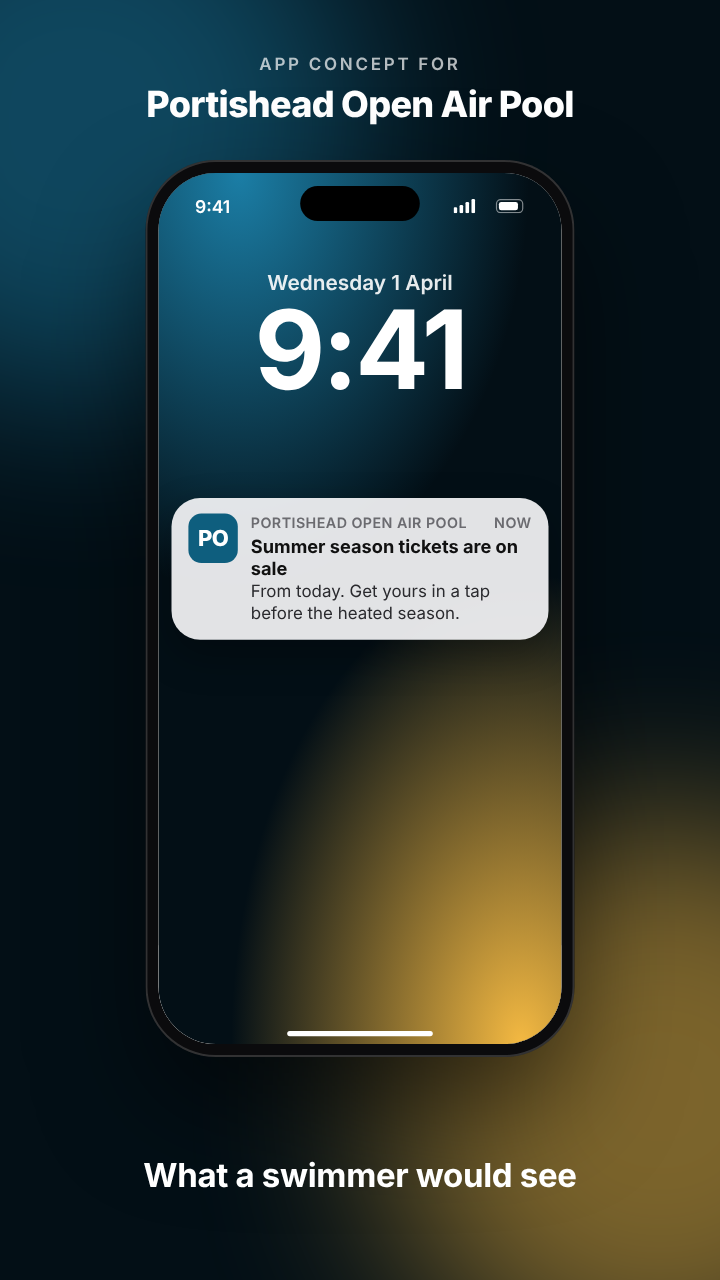 APP CONCEPT FOR
Portishead Open Air Pool
9:41
Wednesday 1 April
9:41
PO
PORTISHEAD OPEN AIR POOL NOW
Summer season tickets are on
sale
From today. Get yours in a tap
before the heated season.
What a swimmer would see